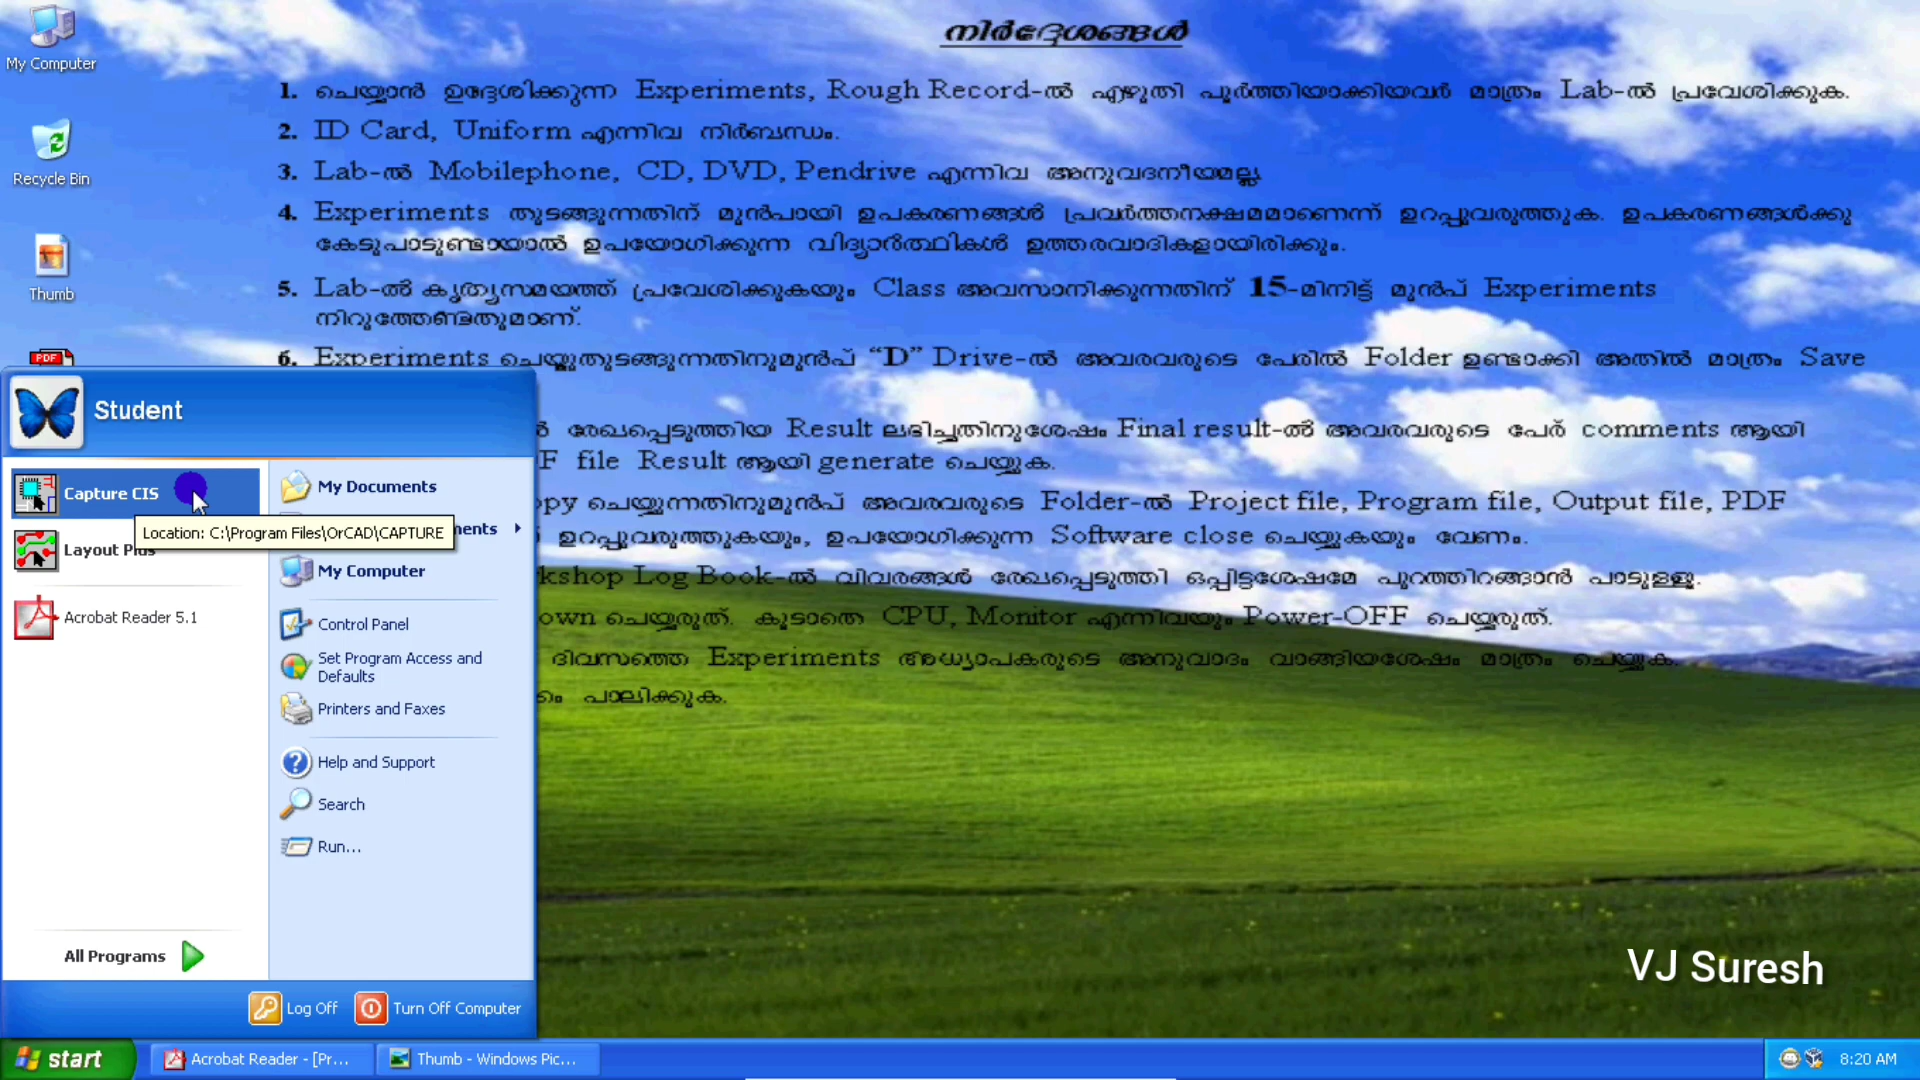 നിർദ്ദേശങ്ങൾ
My Computer
1. ചെയ്യാൻ ഉദ്ദേശിക്കുന്ന Experiments, Rough Record-ൽ എഴുതി പൂർത്തിയാക്കിയവർ മാത്രം Lab-ൽ പ്രവേശിക്കുക.
2. ID Card, Uniform എന്നിവ നിർബന്ധം.
Recycle Bin
3. Lab-ൽ Mobilephone, CD, DVD, Pendrive എന്നിവ അനുവദനീയമല്ല
4. Experiments തുടങ്ങുന്നതിന് മുൻപായി ഉപകരണങ്ങൾ പ്രവർത്തനക്ഷമമാണെന്ന് ഉറപ്പുവരുത്തുക. ഉപകരണങ്ങൾക്കു
കേടുപാടുണ്ടായാൽ ഉപയോഗിക്കുന്ന വിദ്യാർത്ഥികൾ ഉത്തരവാദികളായിരിക്കും.
Thumb
5. Lab-ൽ കൃത്യസമയത്ത് പ്രവേശിക്കുകയും Class അവസാനിക്കുന്നതിന് 15-മിനിട്ട് മുൻപ് Experiments
നിറുത്തേണ്ടതുമാണ്.
PDF
6. Experiments ചെയ്തുതുടങ്ങുന്നതിനുമുൻപ് “D” Drive-ൽ അവരവരുടെ പേരിൽ Folder ഉണ്ടാക്കി അതിൽ മാത്രം Save
ൽ രേഖപ്പെടുത്തിയ Result ലഭിച്ചതിനുശേഷം Final result-ൽ അവരവരുടെ പേര് comments ആയി
F file Result ആയി generate ചെയ്യുക.
opy ചെയ്യുന്നതിനുമുൻപ് അവരവരുടെ Folder-ൽ Project file, Program file, Output file, PDF
ഉറപ്പുവരുത്തുകയും, ഉപയോഗിക്കുന്ന Software close ചെയ്യുകയും വേണം.
kshop Log Book-ൽ വിവരങ്ങൾ രേഖപ്പെടുത്തി ഒപ്പിട്ടശേഷമേ പുറത്തിറങ്ങാൻ പാടുള്ളൂ.
own ചെയ്യരുത്. കൂടാതെ CPU, Monitor എന്നിവയും Power-OFF ചെയ്യരുത്.
ദിവസത്തെ Experiments അധ്യാപകരുടെ അനുവാദം വാങ്ങിയശേഷം മാത്രം ചെയ്യുക.
പാലിക്കുക.
Student
Capture CIS
Location: C:\Program Files\OrCAD\CAPTURE
Layout Plus
Acrobat Reader 5.1
All Programs
My Documents
ments
My Computer
Control Panel
Set Program Access and
Defaults
Printers and Faxes
Help and Support
Search
Run...
Log Off
Turn Off Computer
VJ Suresh
start
Acrobat Reader - [Pr...
Thumb - Windows Pic...
8:20 AM